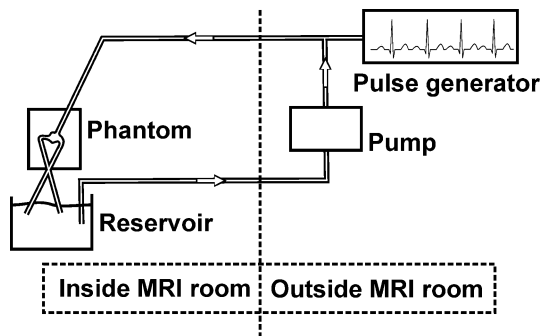 Pulse generator
Phantom
Pump
Reservoir
Inside MRI room
Outside MRI room